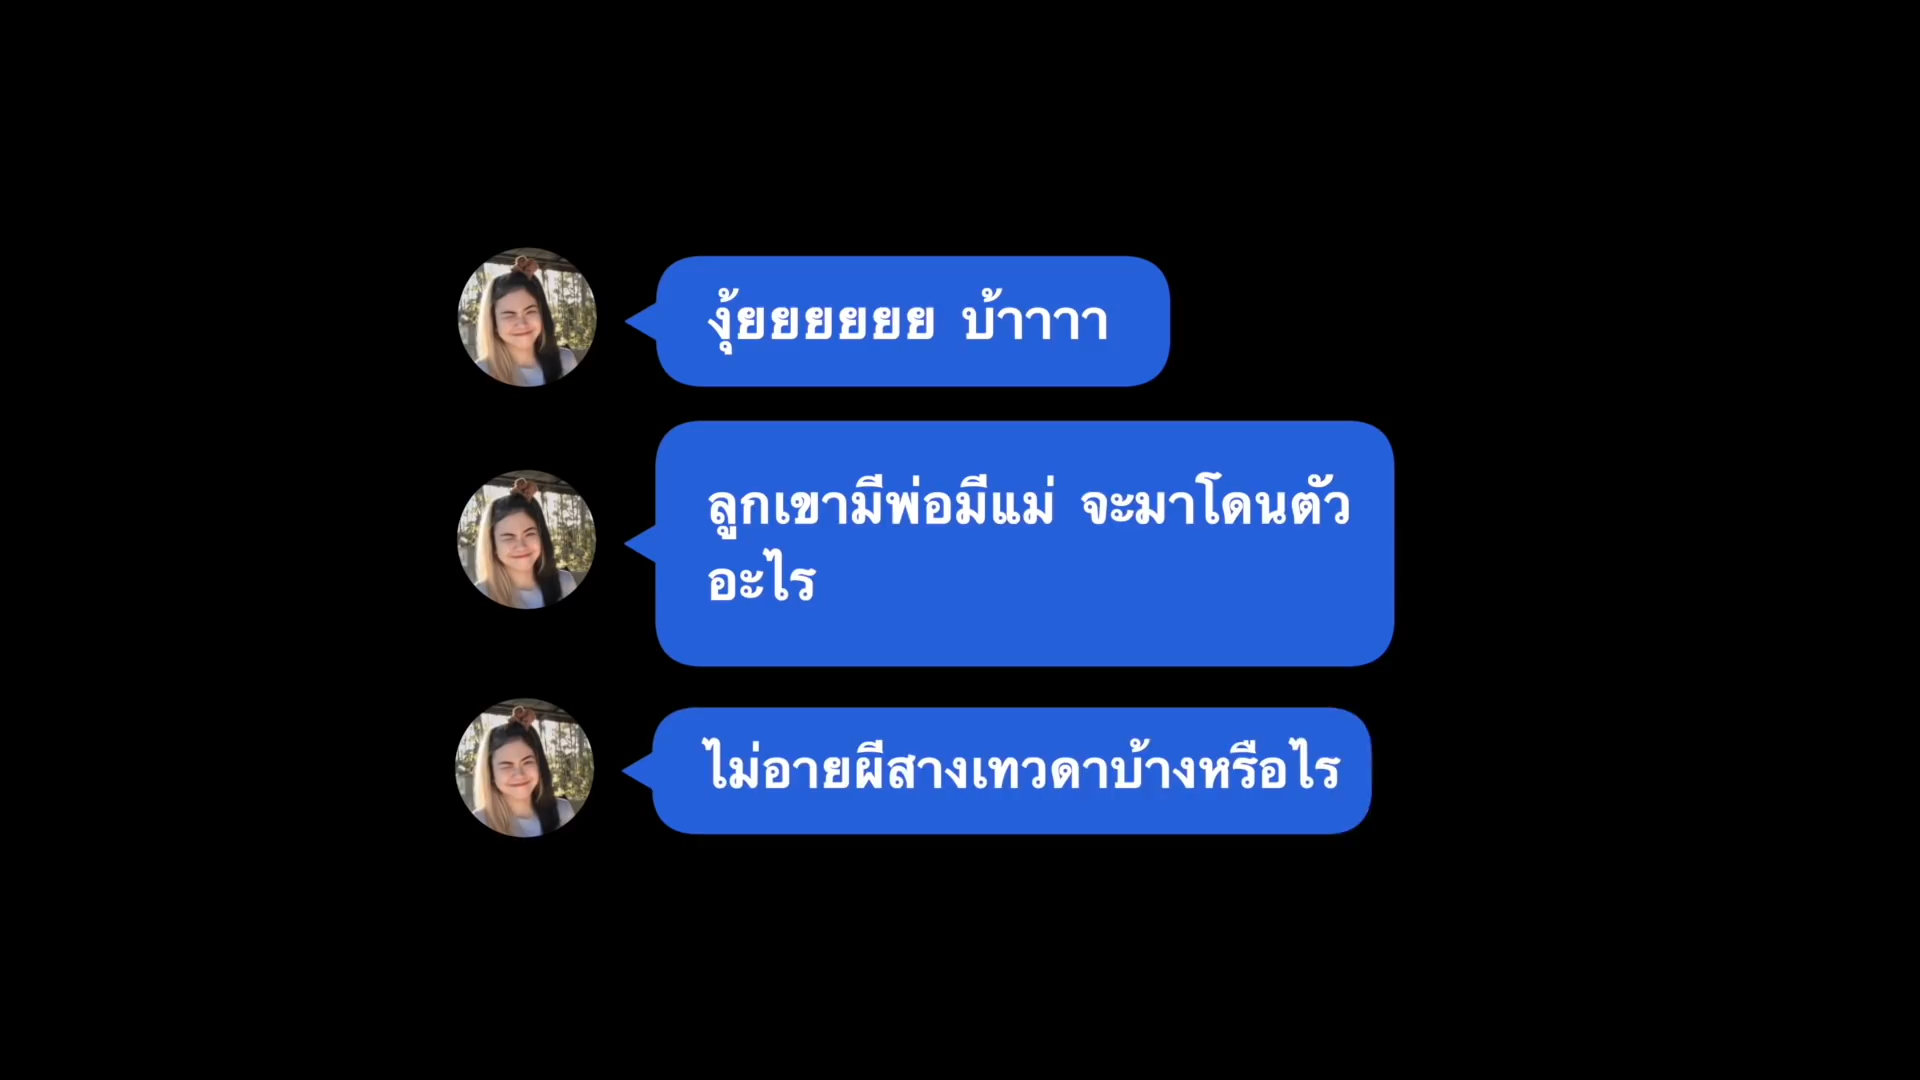 งุ้ยยยยยย บ้าาาา
ลูกเขามีพ่อมีแม่ จะมาโดนตัว
อะไร
ไม่อายผีสางเทวดาบ้างหรือไร